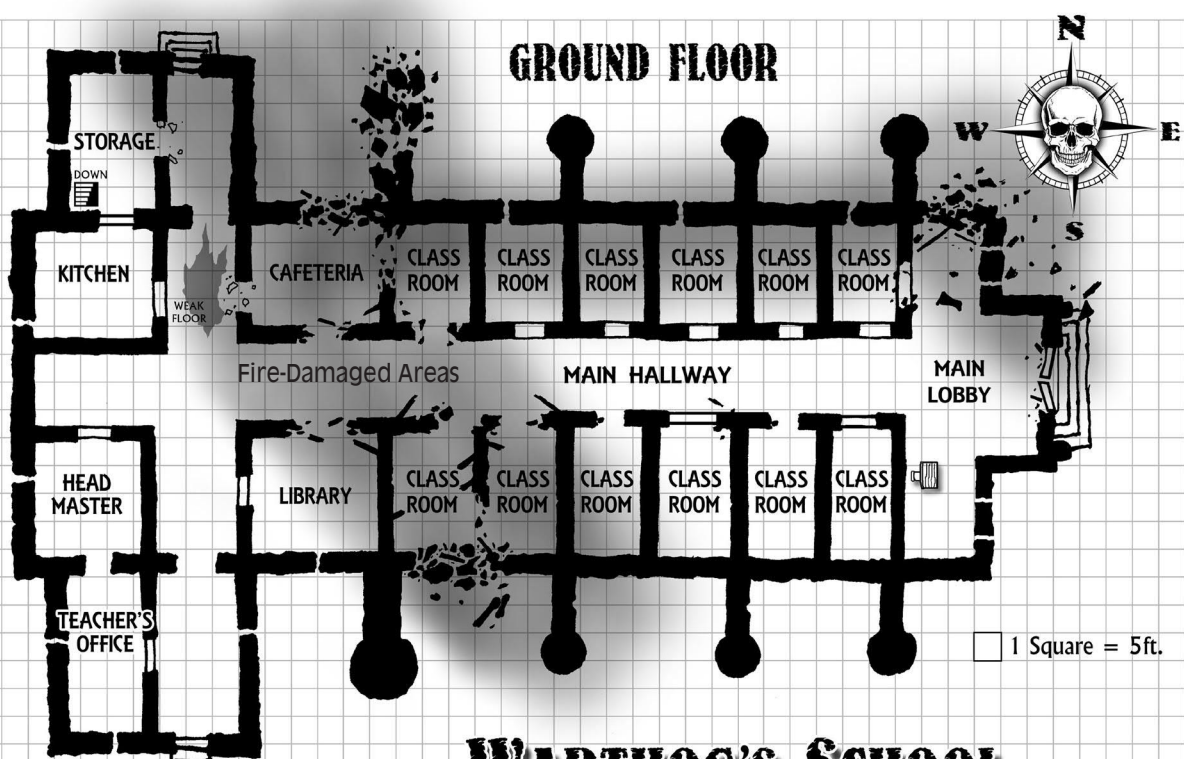 GROUND FLOOR
N
W
E
S
STORAGE
DOWN
KITCHEN
WEAK
FLOOR
CAFETERIA
CLASS
ROOM
CLASS
ROOM
CLASS
ROOM
CLASS
ROOM
CLASS
ROOM
CLASS
ROOM
Fire-Damaged Areas
MAIN HALLWAY
MAIN
LOBBY
HEAD
MASTER
LIBRARY
CLASS
ROOM
CLASS
ROOM
CLASS
ROOM
CLASS
ROOM
CLASS
ROOM
CLASS
ROOM
TEACHER'S
OFFICE
1 Square = 5ft.
WARTHOG'S SCHOOL